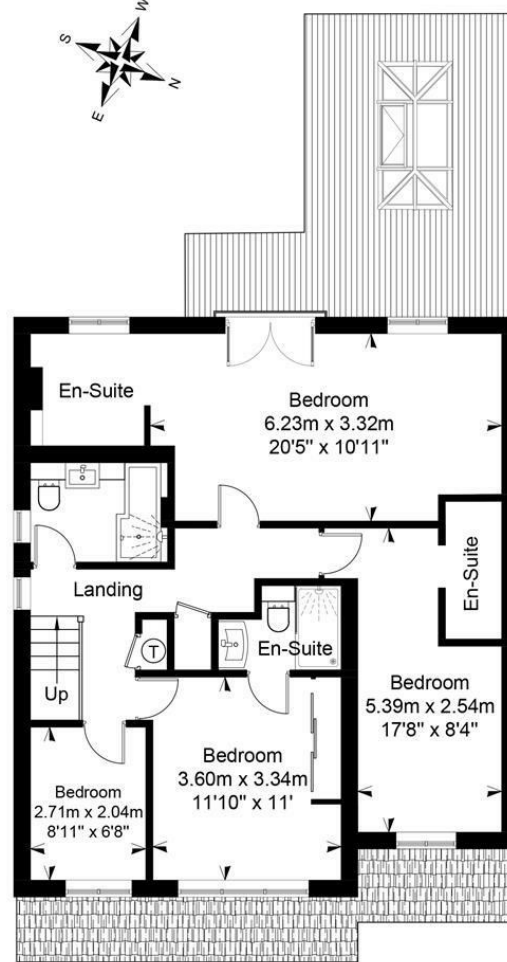 W
S
N
E
En-Suite
Bedroom
6.23m x 3.32m
20'5" x 10'11"
Landing
En-Suite
En-Suite
T
Up
Bedroom
5.39m x 2.54m
17'8" x 8'4"
Bedroom
3.60m x 3.34m
11'10" x 11'
Bedroom
2.71m x 2.04m
8'11" x 6'8"